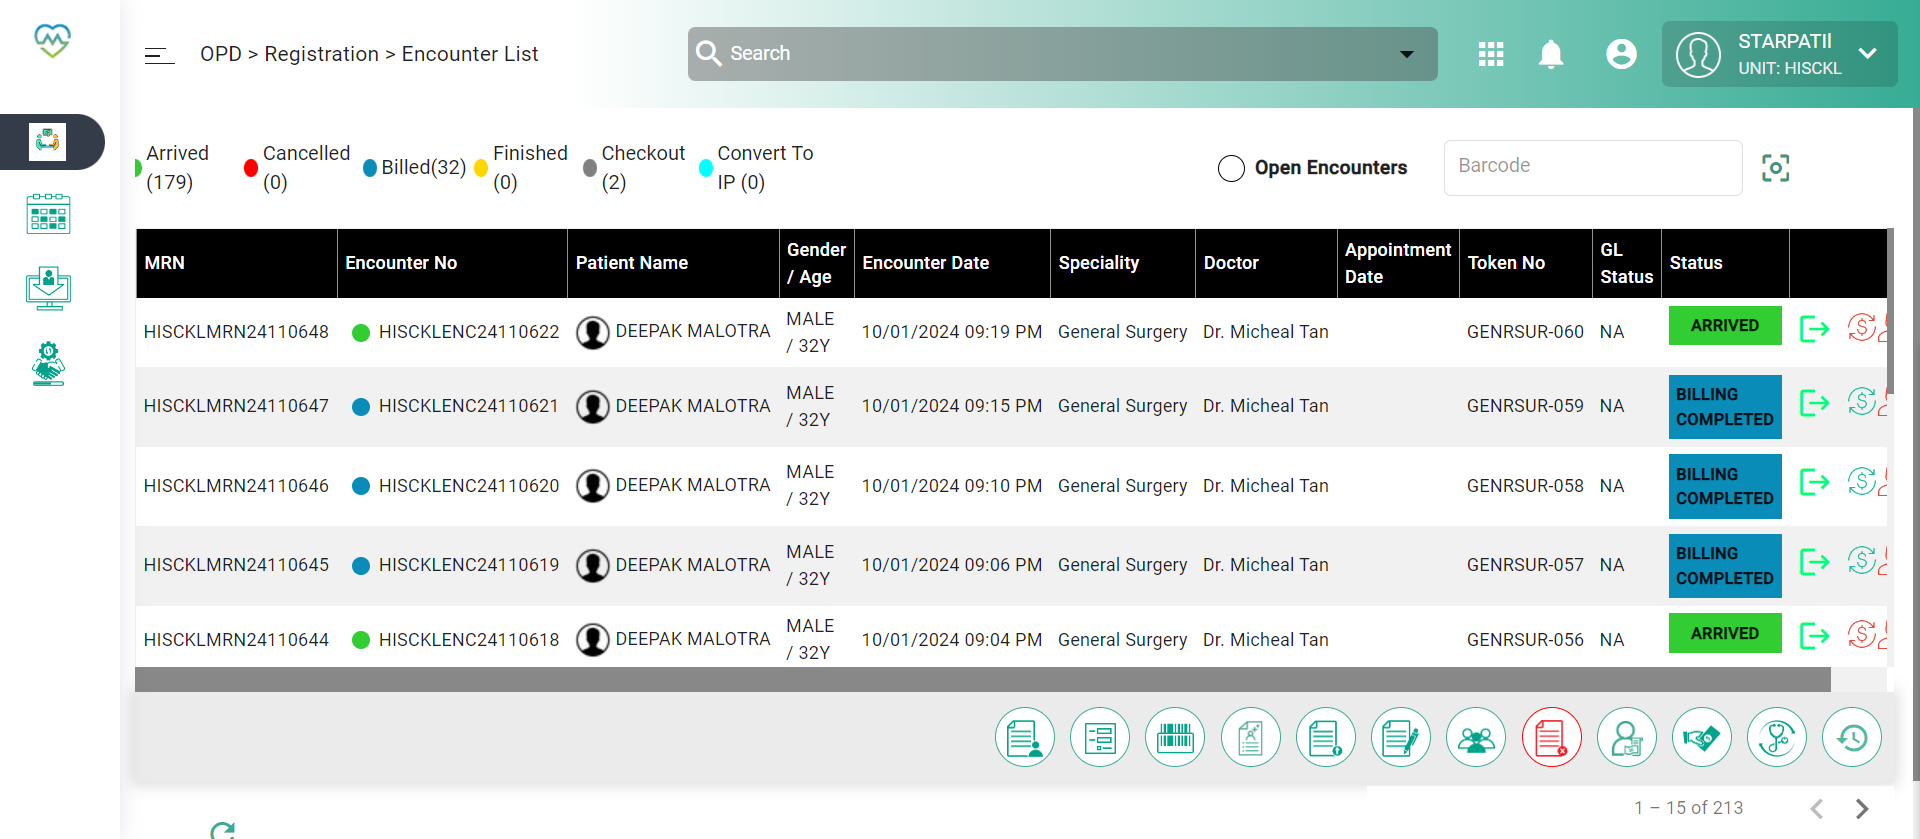 OPD > Registration > Encounter List
Search
STARPATII
UNIT: HISCKL
Arrived (179)
Cancelled (0)
Billed(32)
Finished (0)
Checkout (2)
Convert To IP (0)
Open Encounters
Barcode
MRN Encounter No Patient Name Gender / Age Encounter Date Speciality Doctor Appointment Date Token No GL Status Status
HISCKLMRN24110648 HISCKLENC24110622 DEEPAK MALOTRA MALE / 32Y 10/01/2024 09:19 PM General Surgery Dr. Micheal Tan GENRSUR-060 NA ARRIVED
HISCKLMRN24110647 HISCKLENC24110621 DEEPAK MALOTRA MALE / 32Y 10/01/2024 09:15 PM General Surgery Dr. Micheal Tan GENRSUR-059 NA BILLING COMPLETED
HISCKLMRN24110646 HISCKLENC24110620 DEEPAK MALOTRA MALE / 32Y 10/01/2024 09:10 PM General Surgery Dr. Micheal Tan GENRSUR-058 NA BILLING COMPLETED
HISCKLMRN24110645 HISCKLENC24110619 DEEPAK MALOTRA MALE / 32Y 10/01/2024 09:06 PM General Surgery Dr. Micheal Tan GENRSUR-057 NA BILLING COMPLETED
HISCKLMRN24110644 HISCKLENC24110618 DEEPAK MALOTRA MALE / 32Y 10/01/2024 09:04 PM General Surgery Dr. Micheal Tan GENRSUR-056 NA ARRIVED
1 – 15 of 213